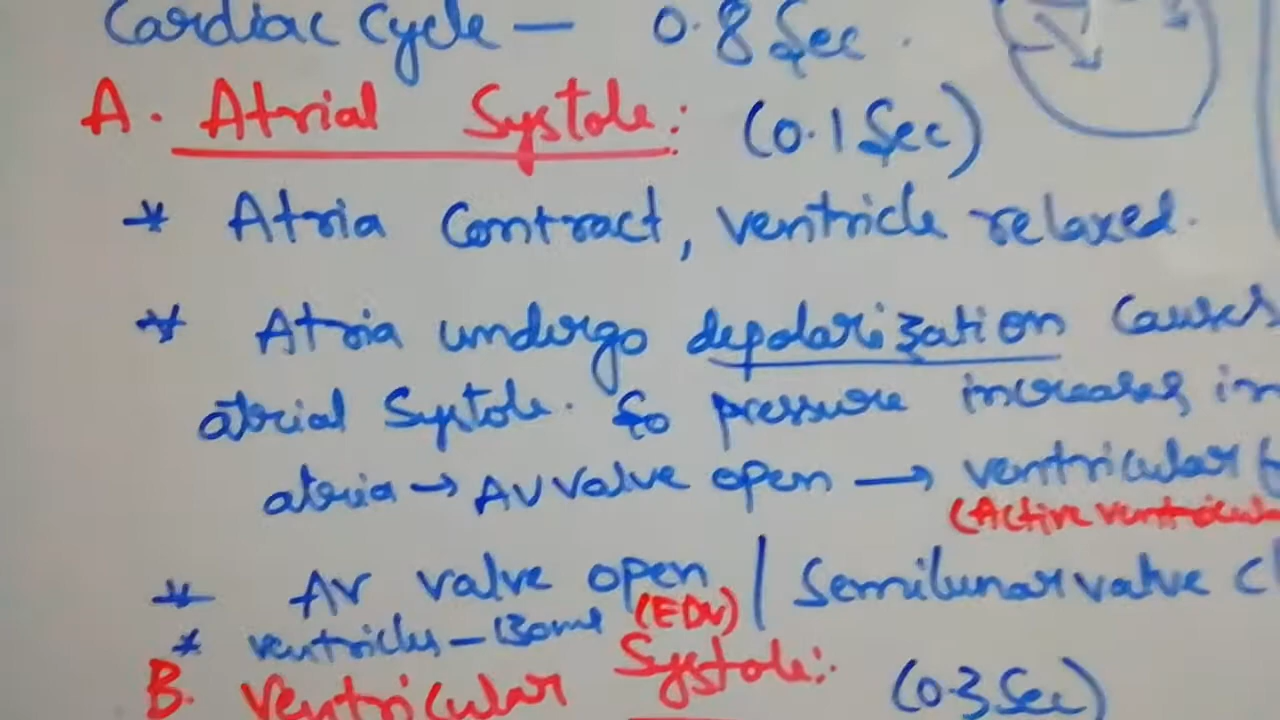 Cardiac Cycle — 0.8 Sec.
A. Atrial Systole: (0.1 Sec)
* Atria Contract, ventricle relaxed.
* Atria undergo depolarization causes
atrial Systole. So pressure increases in
atria → AV valve open → ventricular
(Active ventricula
* AV valve open / Semilunar valve Cl
* ventricles – 130ml (EDV)
B. Ventricular Systole: (0.3 Sec)